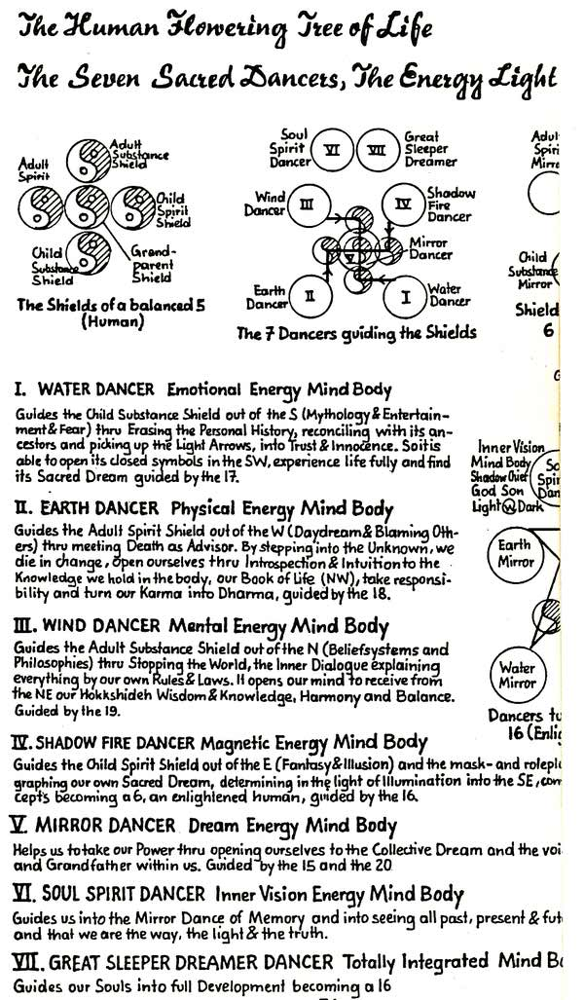 The Human Flowering Tree of Life
The Seven Sacred Dancers, The Energy Light
Adult
Spirit
Adult
Substance
Shield
Child
Spirit
Shield
Child
Substance
Shield
Grand-
parent
Shield
The Shields of a balanced 5
(Human)
Soul
Spirit
Dancer
VI
VII
Great
Sleeper
Dreamer
Wind
Dancer
III
IV
Shadow
Fire
Dancer
V
Mirror
Dancer
Earth
Dancer
II
I
Water
Dancer
The 7 Dancers guiding the Shields
Child
Mirror
Shield
6
I. WATER DANCER Emotional Energy Mind Body
Guides the Child Substance Shield out of the S (Mythology & Entertain-
ment & Fear) thru Erasing the Personal History, reconciling with its an-
cestors and picking up the Light Arrows, into Trust & Innocence. So it is
able to open its closed symbols in the SW, experience life fully and find
its Sacred Dream guided by the 17.
II. EARTH DANCER Physical Energy Mind Body
Guides the Adult Spirit Shield out of the W (Daydream & Blaming Oth-
ers) thru meeting Death as Advisor. By stepping into the Unknown, we
die in change, open ourselves thru Introspection & Intuition to the
Knowledge we hold in the body, our Book of Life (NW), take responsi-
bility and turn our Karma into Dharma, guided by the 18.
III. WIND DANCER Mental Energy Mind Body
Guides the Adult Substance Shield out of the N (Beliefsystems and
Philosophies) thru Stopping the World, the Inner Dialogue explaining
everything by our own Rules & Laws. It opens our mind to receive from
the NE our Hokkshideh Wisdom & Knowledge, Harmony and Balance.
Guided by the 19.
Inner Vision
Mind Body
Shadow Chief
God Son
Light @ Dark
Earth
Mirror
Water
Mirror
16 (Enli
IV. SHADOW FIRE DANCER Magnetic Energy Mind Body
Guides the Child Spirit Shield out of the E (Fantasy & Illusion) and the mask- and rolepl
graphing our own Sacred Dream, determining in the light of Illumination into the SE, con
cepts becoming a 6, an enlightened human, guided by the 16.
V. MIRROR DANCER Dream Energy Mind Body
Helps us to take our Power thru opening ourselves to the Collective Dream and the voi
and Grandfather within us. Guided by the 15 and the 20
VI. SOUL SPIRIT DANCER Inner Vision Energy Mind Body
Guides us into the Mirror Dance of Memory and into seeing all past, present & fut
and that we are the way, the light & the truth.
VII. GREAT SLEEPER DREAMER DANCER Totally Integrated Mind Bo
Guides our Souls into full Development becoming a 16